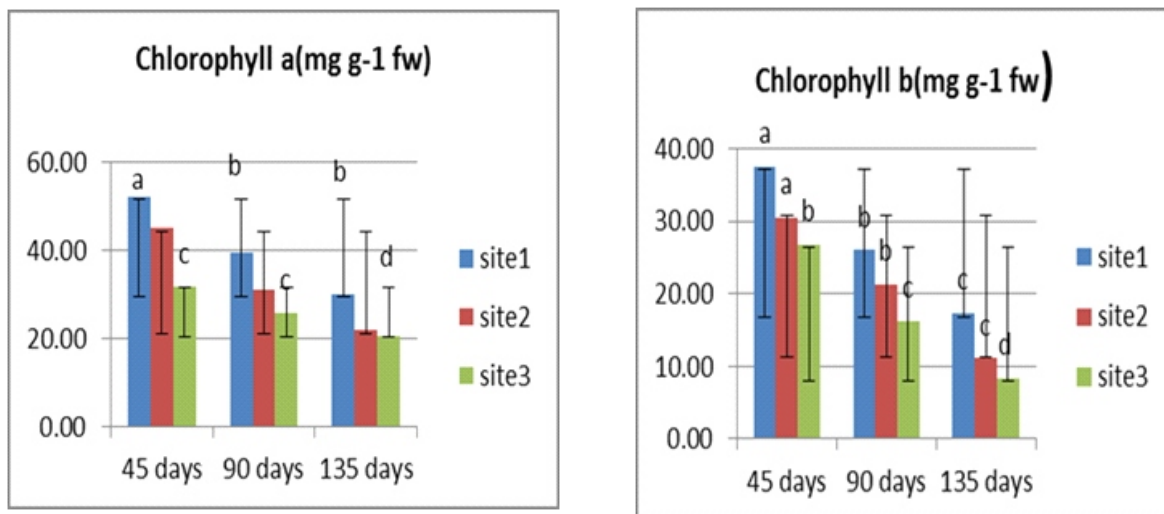 Chlorophyll a(mg g-1 fw)
60.00
40.00
20.00
0.00
a
c
b
c
b
d
45 days 90 days 135 days
site1
site2
site3
Chlorophyll b(mg g-1 fw)
40.00
30.00
20.00
10.00
0.00
a
a
b
b
b
c
c
c
d
45 days 90 days 135 days
site1
site2
site3